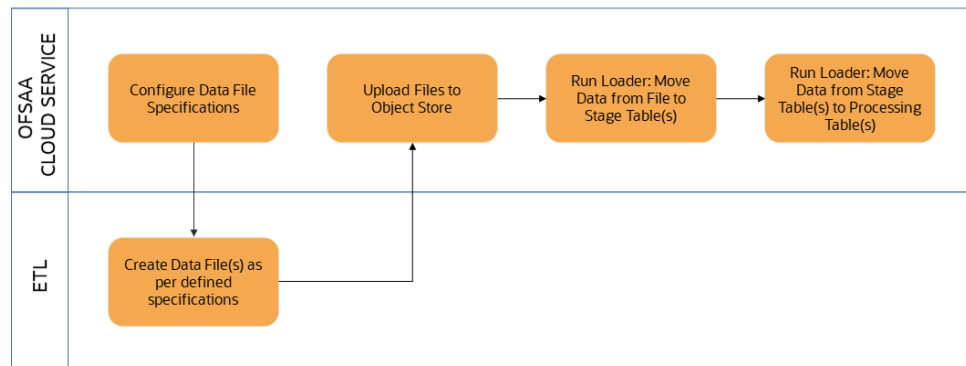 OFSAA
CLOUD SERVICE
Configure Data File
Specifications
Upload Files to
Object Store
Run Loader: Move
Data from File to
Stage Table(s)
Run Loader: Move
Data from Stage
Table(s) to Processing
Table(s)
ETL
Create Data File(s) as
per defined
specifications